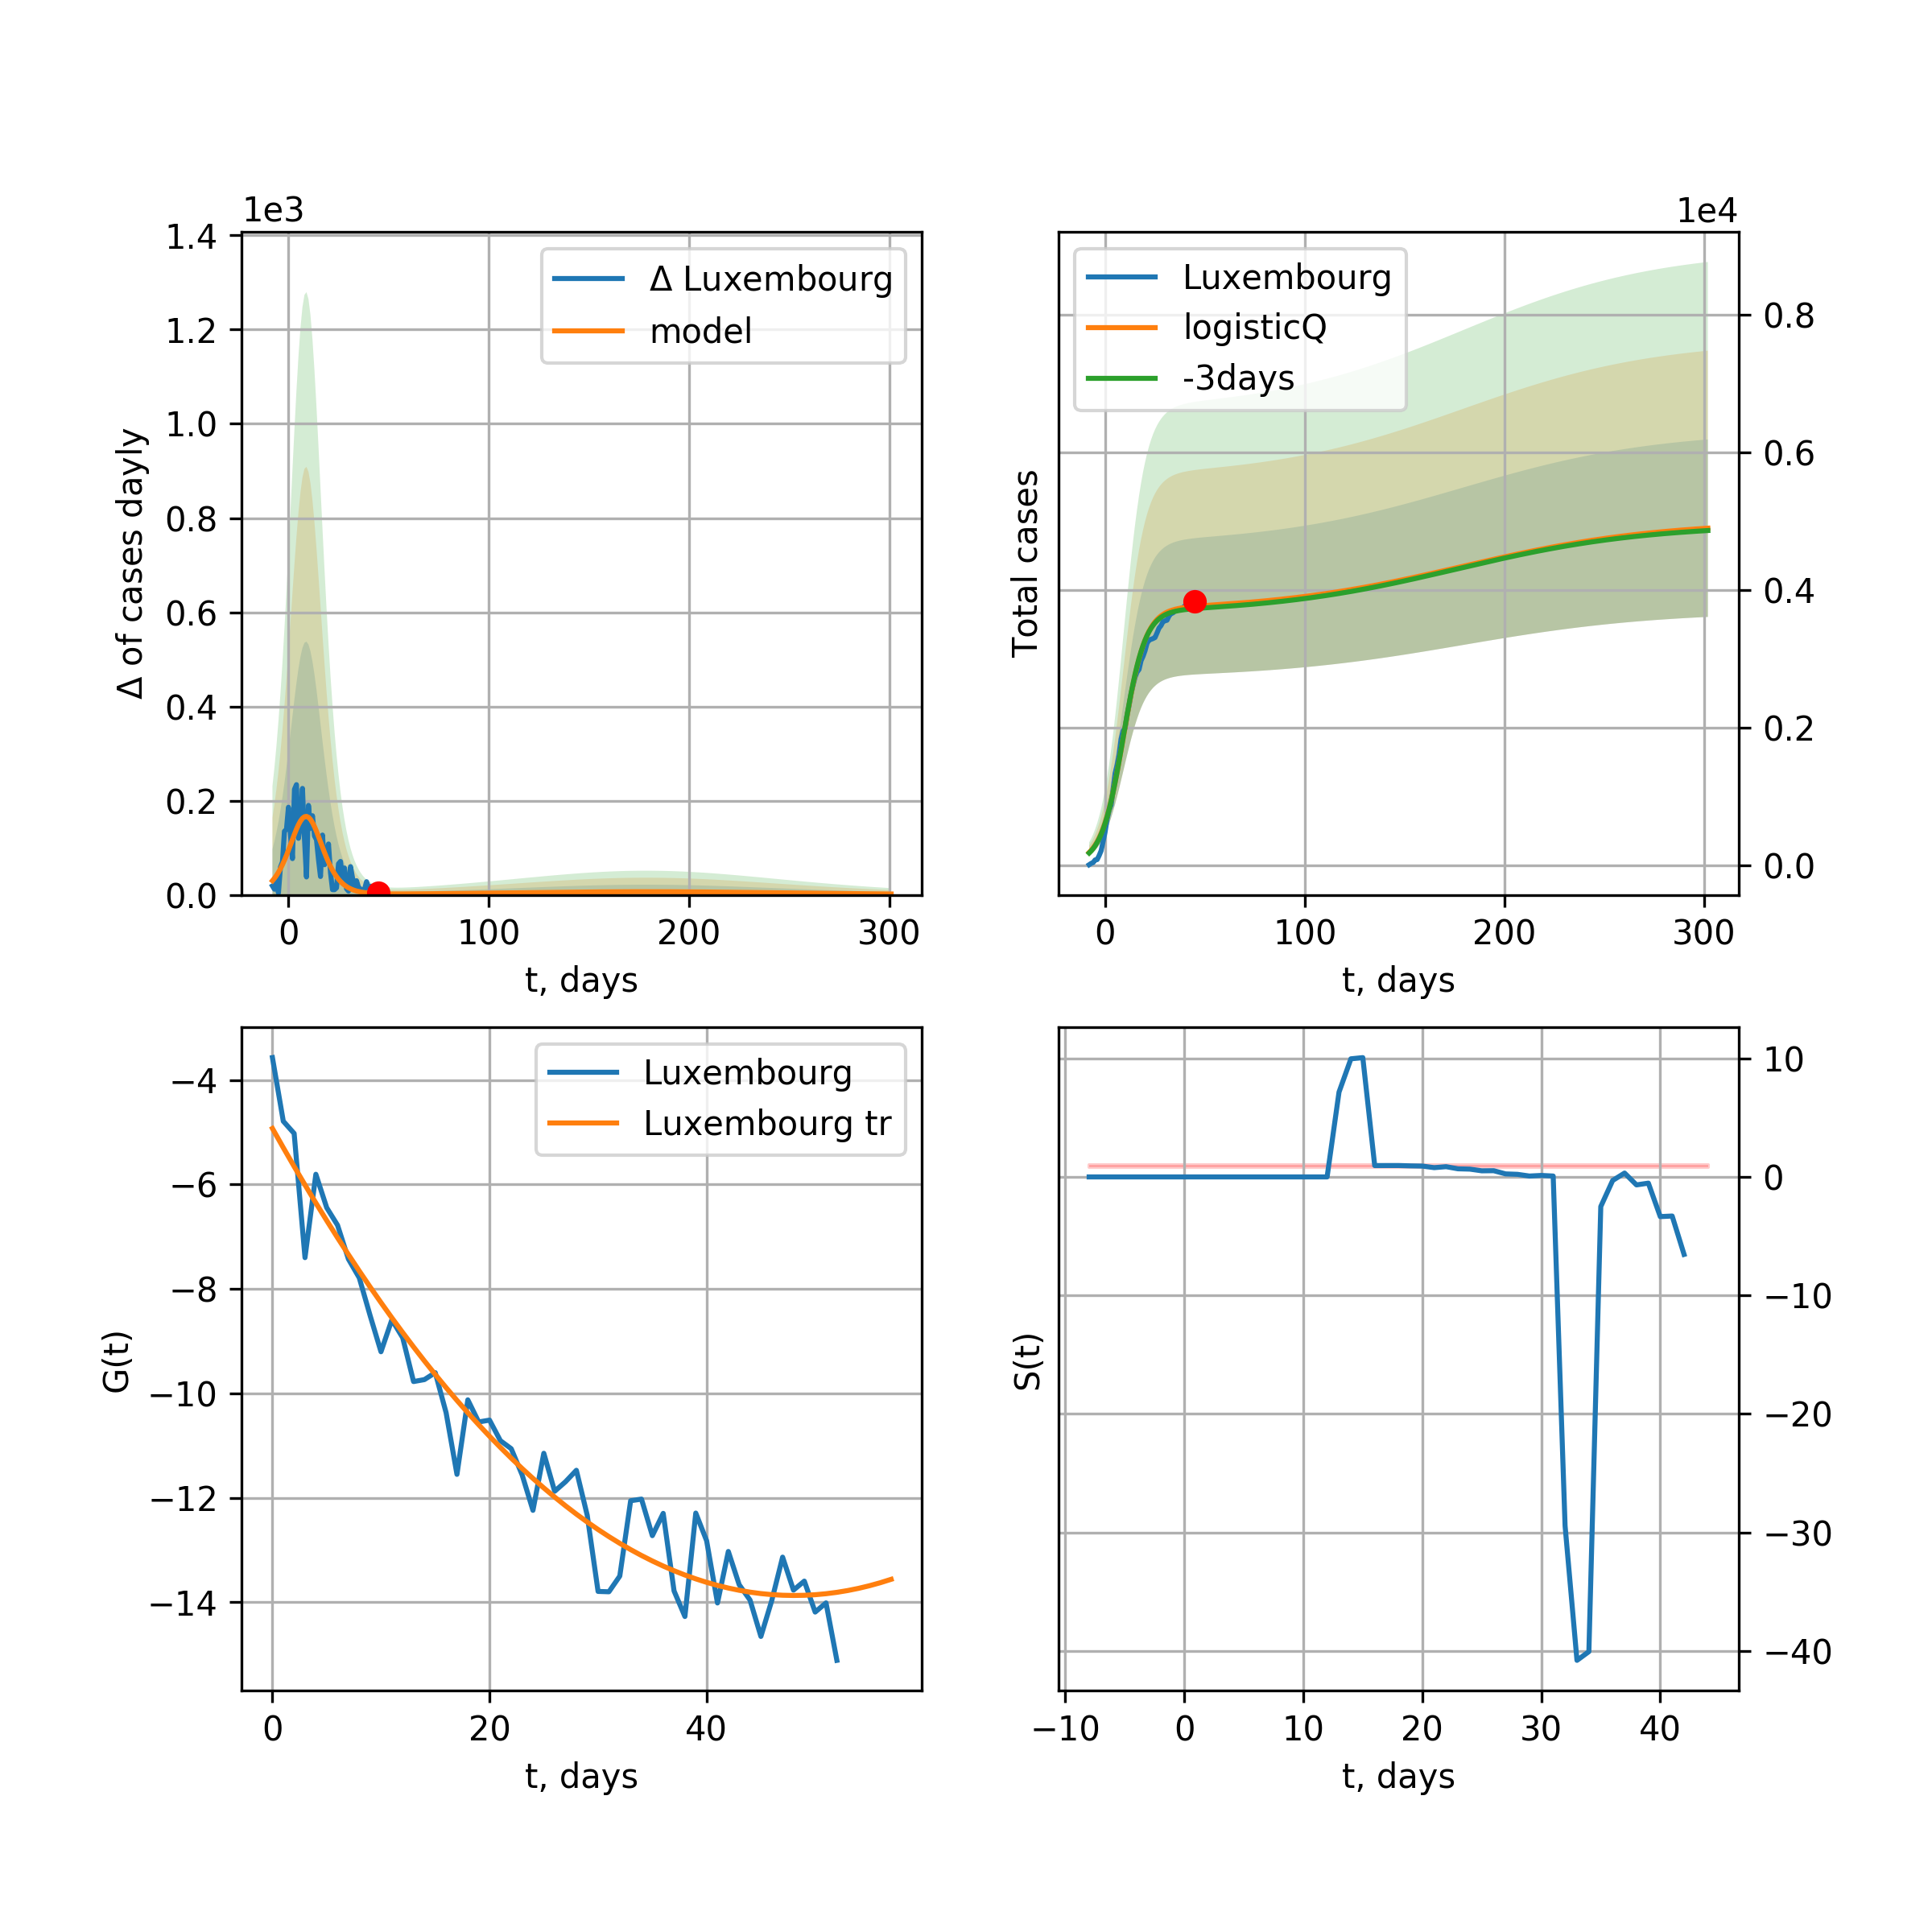 1e3
1.4
1.2
1.0
0.8
0.6
0.4
0.2
0.0
Δ of cases dayly
Δ Luxembourg
model
0 100 200 300
t, days
1e4
Luxembourg
logisticQ
-3days
Total cases
0.8
0.6
0.4
0.2
0.0
0 100 200 300
t, days
−4
−6
−8
−10
−12
−14
G(t)
Luxembourg
Luxembourg tr
0 20 40
t, days
S(t)
10
0
−10
−20
−30
−40
−10 0 10 20 30 40
t, days